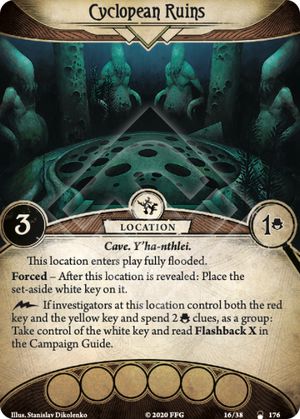 Cyclopean Ruins
3
LOCATION
1
Cave. Y'ha-nthlei.
This location enters play fully flooded.
Forced – After this location is revealed: Place the
set-aside white key on it.
If investigators at this location control both the red
key and the yellow key and spend 2 clues, as a group:
Take control of the white key and read Flashback X in
the Campaign Guide.
Illus. Stanislav Dikolenko
© 2020 FFG
16/38
176